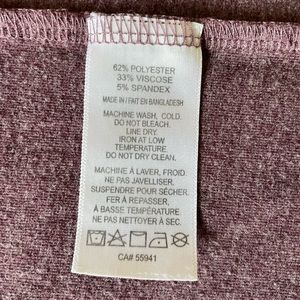 62% POLYESTER
33% VISCOSE
5% SPANDEX
MADE IN / FAIT EN BANGLADESH
MACHINE WASH, COLD.
DO NOT BLEACH.
LINE DRY.
IRON AT LOW
TEMPERATURE.
DO NOT DRY CLEAN.
MACHINE À LAVER, FROID.
NE PAS JAVELLISER.
SUSPENDRE POUR SÉCHER.
FER À REPASSER,
À BASSE TEMPÉRATURE
NE PAS NETTOYER À SEC.
CA# 55941